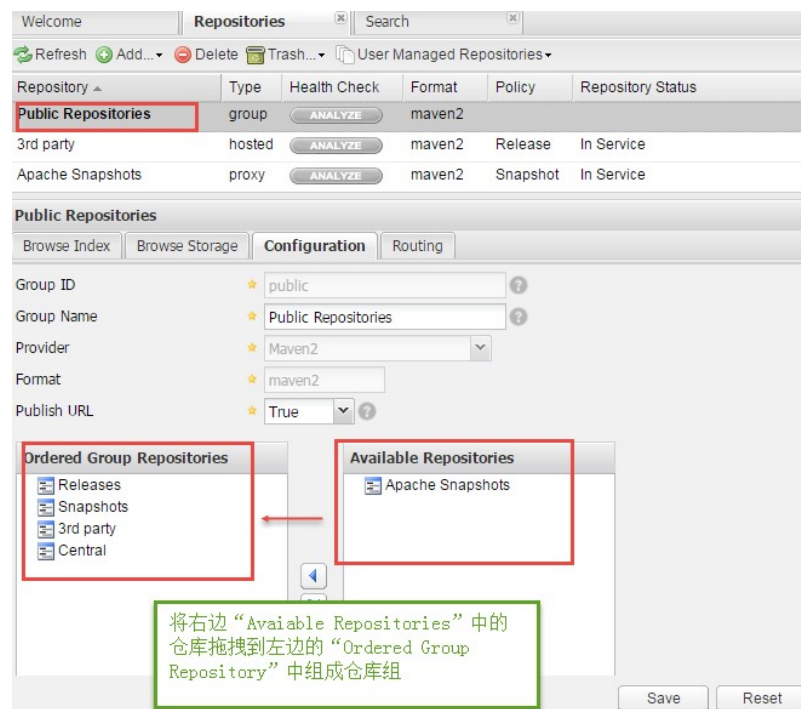 Welcome Repositories Search
Refresh Add... Delete Trash... User Managed Repositories
Repository Type Health Check Format Policy Repository Status
Public Repositories group ANALYZE maven2
3rd party hosted ANALYZE maven2 Release In Service
Apache Snapshots proxy ANALYZE maven2 Snapshot In Service
Public Repositories
Browse Index Browse Storage Configuration Routing
Group ID public
Group Name Public Repositories
Provider Maven2
Format maven2
Publish URL True
Ordered Group Repositories Available Repositories
Releases Apache Snapshots
Snapshots
3rd party
Central
将右边“Avaiable Repositories”中的
仓库拖拽到左边的“Ordered Group
Repository”中组成仓库组
Save Reset